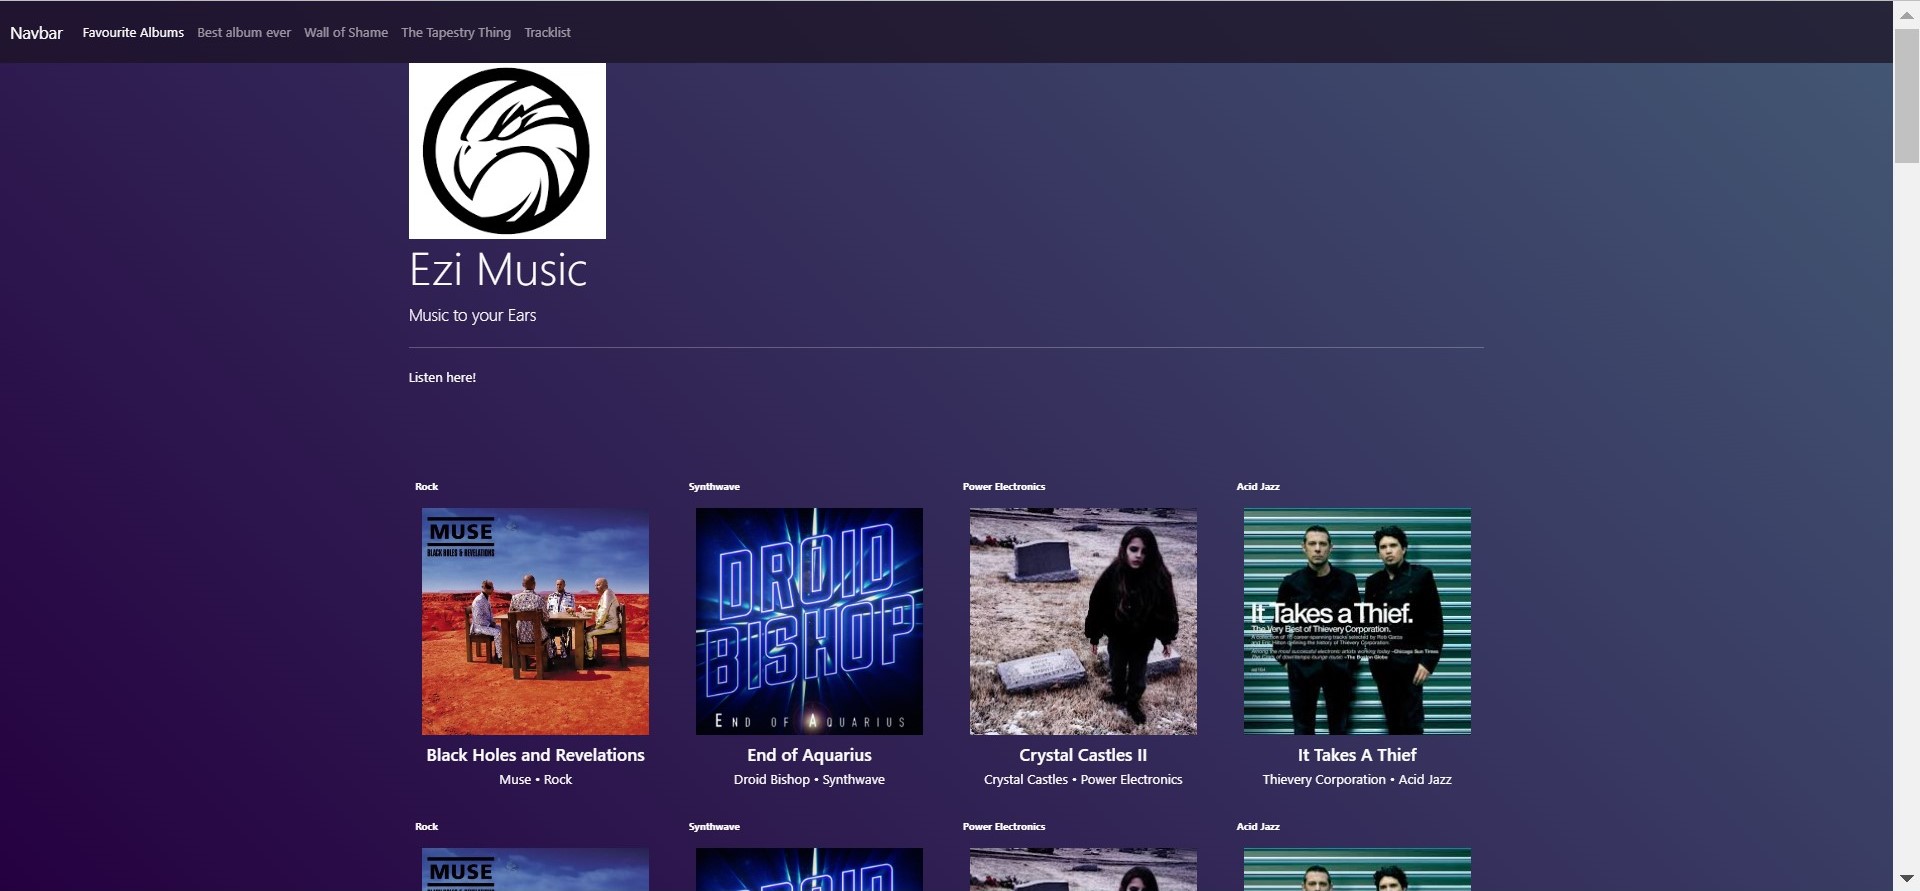 Navbar Favourite Albums Best album ever Wall of Shame The Tapestry Thing Tracklist
Ezi Music
Music to your Ears
Listen here!
Rock Synthwave Power Electronics Acid Jazz
MUSE
BLACK HOLES & REVELATIONS
DROID
BISHOP
END OF AQUARIUS
It Takes a Thief.
The Very Best of Thievery Corporation.
Black Holes and Revelations End of Aquarius Crystal Castles II It Takes A Thief
Muse • Rock Droid Bishop • Synthwave Crystal Castles • Power Electronics Thievery Corporation • Acid Jazz
Rock Synthwave Power Electronics Acid Jazz
MUSE